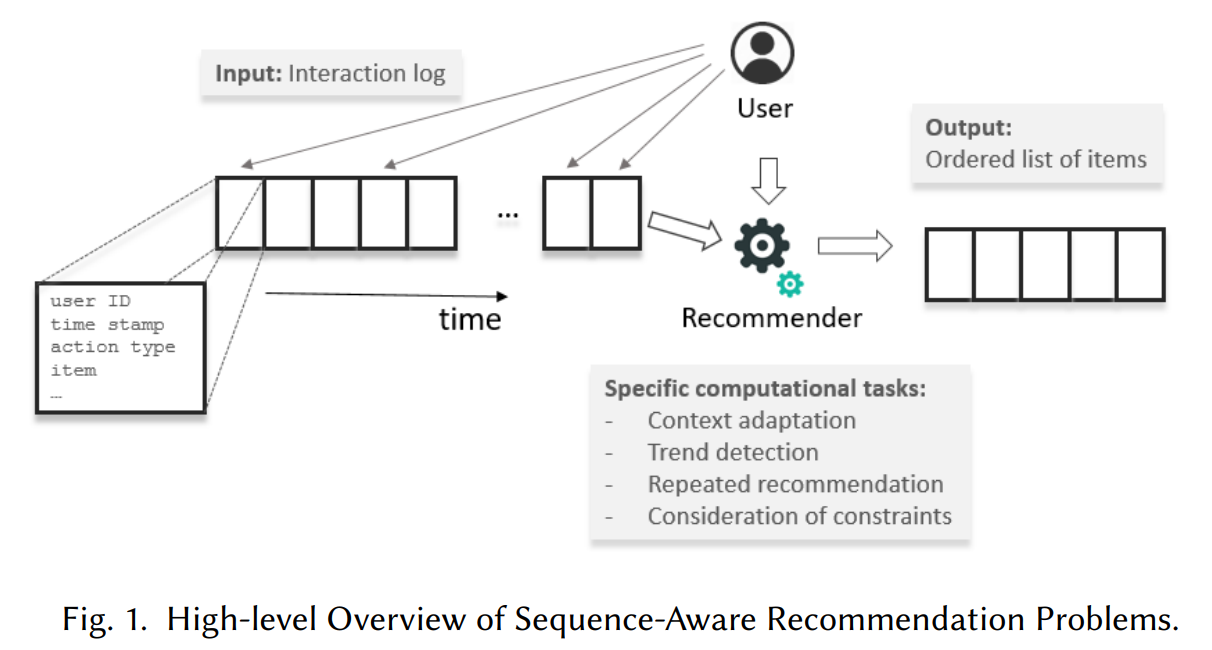 Input: Interaction log
User
Output:
Ordered list of items
...
user ID
time stamp
action type
item
…
time
Recommender
Specific computational tasks:
- Context adaptation
- Trend detection
- Repeated recommendation
- Consideration of constraints
Fig. 1. High-level Overview of Sequence-Aware Recommendation Problems.